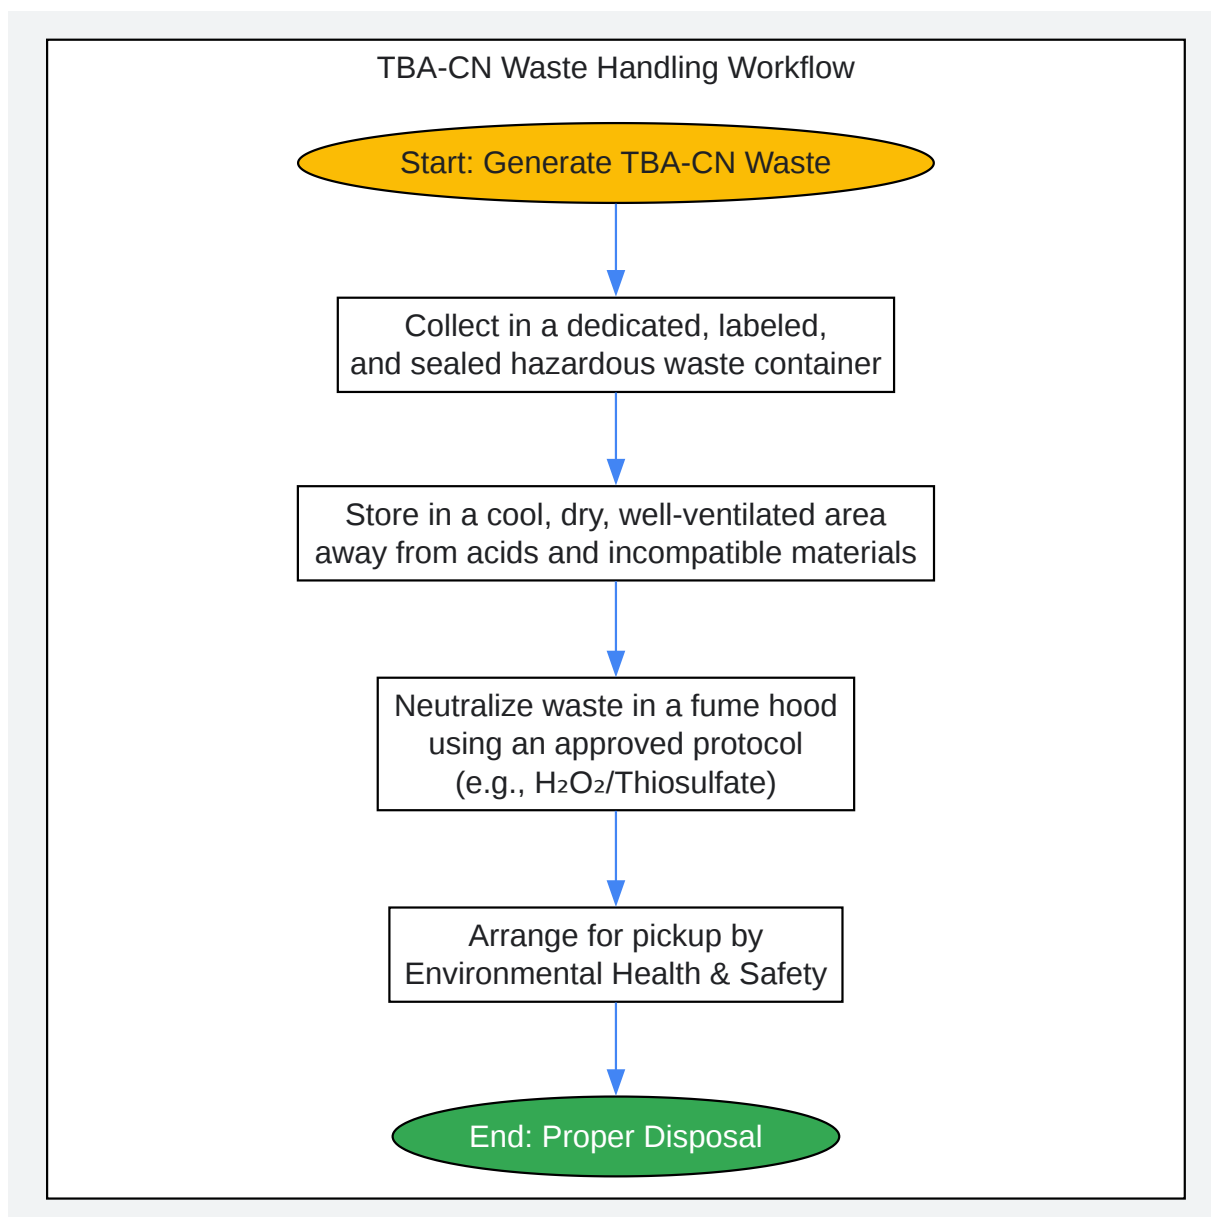 TBA-CN Waste Handling Workflow
Start: Generate TBA-CN Waste
Collect in a dedicated, labeled,
and sealed hazardous waste container
Store in a cool, dry, well-ventilated area
away from acids and incompatible materials
Neutralize waste in a fume hood
using an approved protocol
(e.g., H₂O₂/Thiosulfate)
Arrange for pickup by
Environmental Health & Safety
End: Proper Disposal